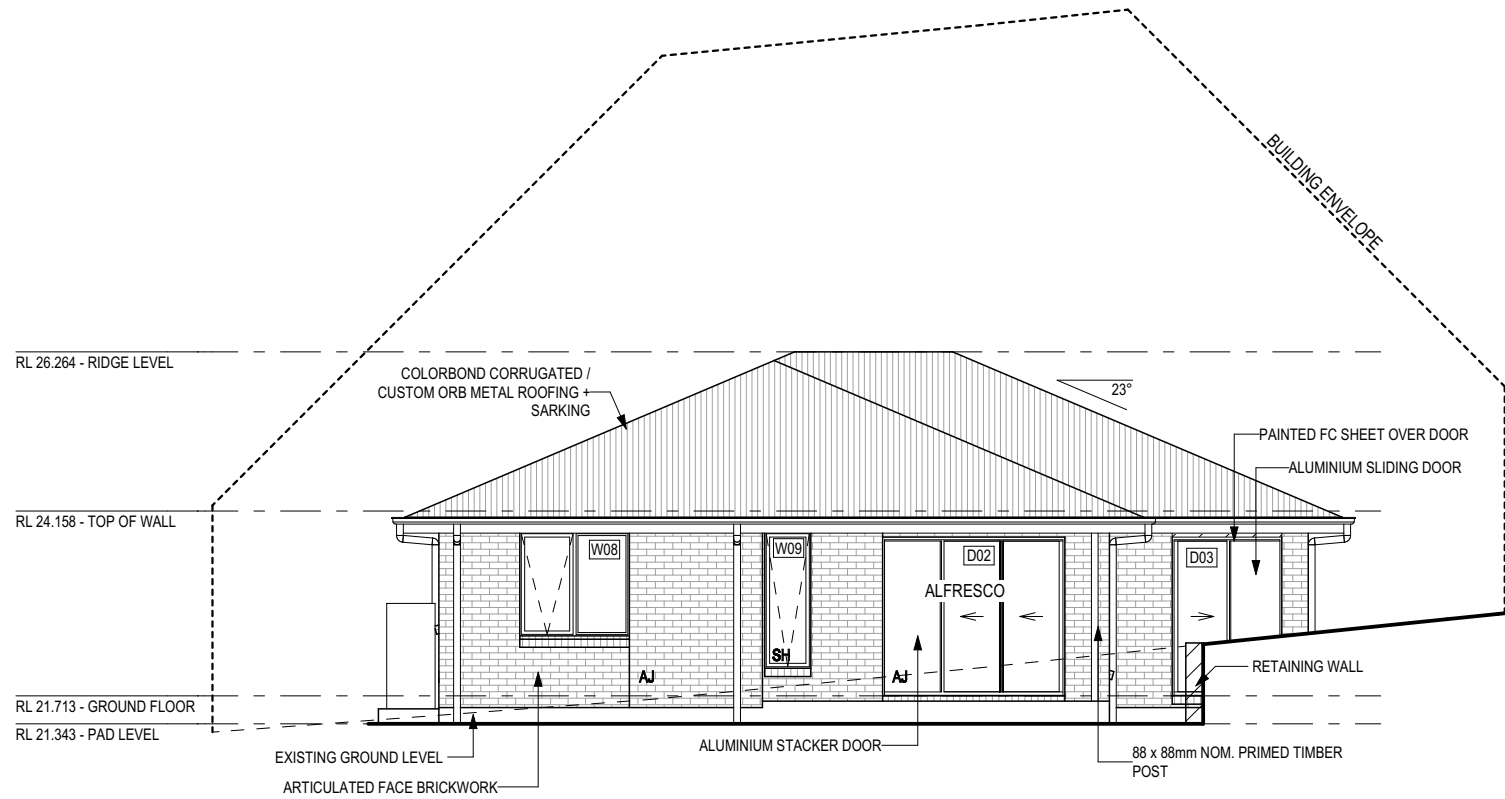 BUILDING ENVELOPE
RL 26.264 - RIDGE LEVEL
COLORBOND CORRUGATED /
CUSTOM ORB METAL ROOFING +
SARKING
23°
PAINTED FC SHEET OVER DOOR
ALUMINIUM SLIDING DOOR
RL 24.158 - TOP OF WALL
W08
W09
D02
D03
ALFRESCO
SH
AJ
AJ
RETAINING WALL
RL 21.713 - GROUND FLOOR
RL 21.343 - PAD LEVEL
EXISTING GROUND LEVEL
ARTICULATED FACE BRICKWORK
ALUMINIUM STACKER DOOR
88 x 88mm NOM. PRIMED TIMBER
POST